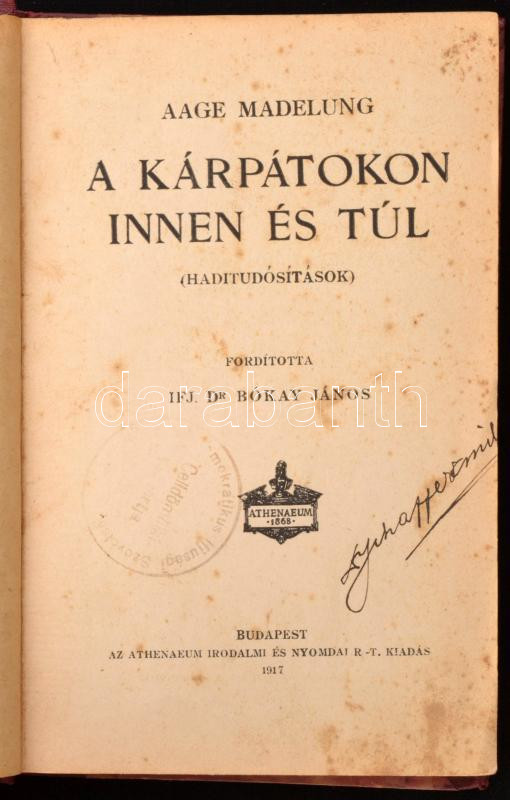 AAGE MADELUNG
A KÁRPÁTOKON
INNEN ÉS TÚL
(HADITUDÓSÍTÁSOK)
FORDÍTOTTA
IFJ. DR BÓKAY JÁNOS
darabanth
ATHENAEUM
·1868·
BUDAPEST
AZ ATHENAEUM IRODALMI ÉS NYOMDAI R -T. KIADÁS
1917